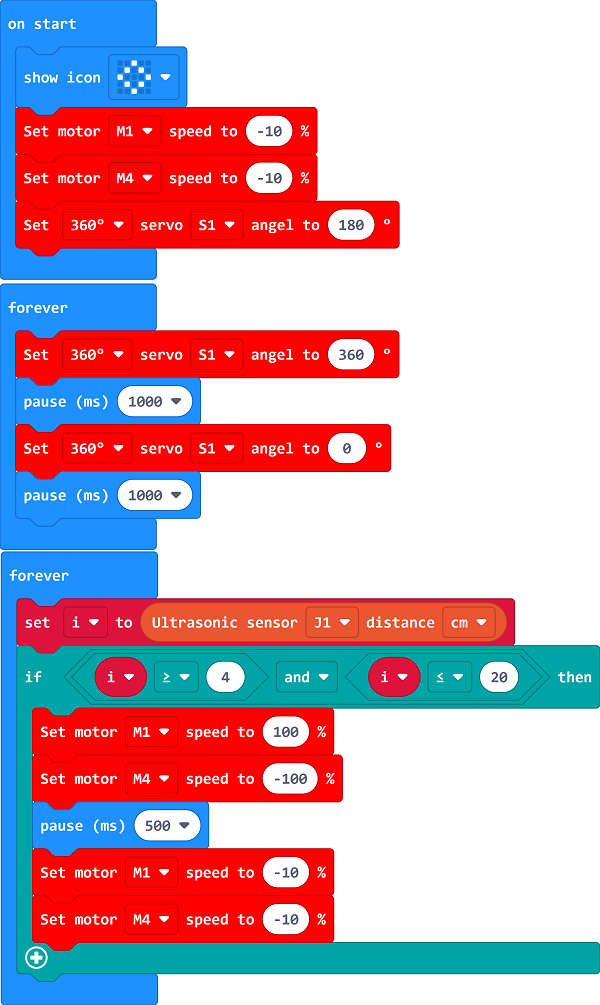 on start
show icon
Set motor M1 speed to -10 %
Set motor M4 speed to -10 %
Set 360° servo S1 angel to 180 °
forever
Set 360° servo S1 angel to 360 °
pause (ms) 1000
Set 360° servo S1 angel to 0 °
pause (ms) 1000
forever
set i to Ultrasonic sensor J1 distance cm
if i ≥ 4 and i ≤ 20 then
Set motor M1 speed to 100 %
Set motor M4 speed to -100 %
pause (ms) 500
Set motor M1 speed to -10 %
Set motor M4 speed to -10 %